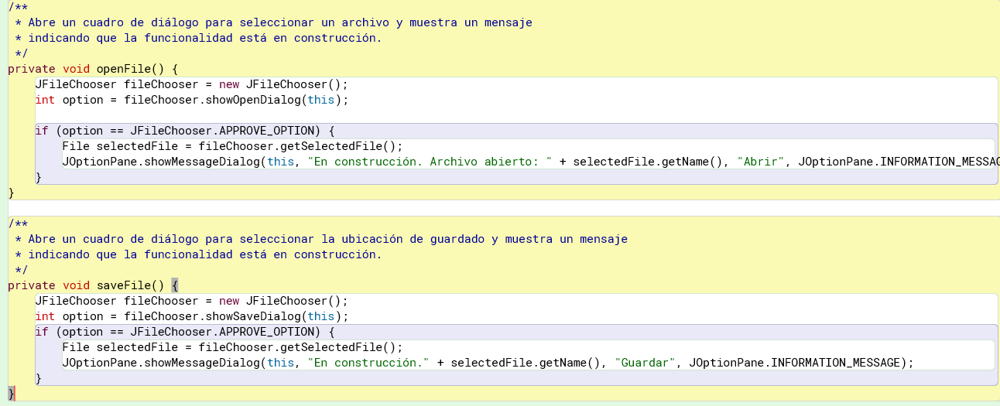 /**
 * Abre un cuadro de diálogo para seleccionar un archivo y muestra un mensaje
 * indicando que la funcionalidad está en construcción.
 */
private void openFile() {
    JFileChooser fileChooser = new JFileChooser();
    int option = fileChooser.showOpenDialog(this);

    if (option == JFileChooser.APPROVE_OPTION) {
        File selectedFile = fileChooser.getSelectedFile();
        JOptionPane.showMessageDialog(this, "En construcción. Archivo abierto: " + selectedFile.getName(), "Abrir", JOptionPane.INFORMATION_MESSAG
    }
}

/**
 * Abre un cuadro de diálogo para seleccionar la ubicación de guardado y muestra un mensaje
 * indicando que la funcionalidad está en construcción.
 */
private void saveFile() {
    JFileChooser fileChooser = new JFileChooser();
    int option = fileChooser.showSaveDialog(this);
    if (option == JFileChooser.APPROVE_OPTION) {
        File selectedFile = fileChooser.getSelectedFile();
        JOptionPane.showMessageDialog(this, "En construcción." + selectedFile.getName(), "Guardar", JOptionPane.INFORMATION_MESSAGE);
    }
}